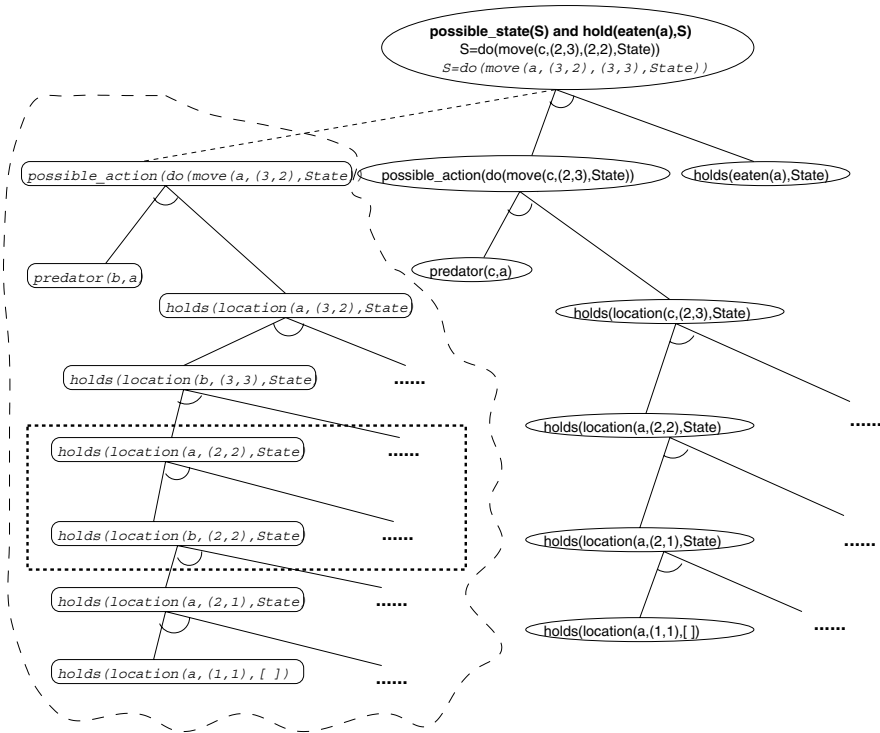 possible_state(S) and hold(eaten(a),S)
S=do(move(c,(2,3),(2,2),State))
S=do(move(a,(3,2),(3,3),State))
possible_action(do(move(a,(3,2),State))
possible_action(do(move(c,(2,3),State))
holds(eaten(a),State)
predator(b,a)
predator(c,a)
holds(location(a,(3,2),State)
holds(location(c,(2,3),State)
holds(location(b,(3,3),State)
......
......
holds(location(a,(2,2),State)
......
holds(location(a,(2,2),State)
holds(location(b,(2,2),State)
......
holds(location(a,(2,1),State)
......
holds(location(a,(2,1),State)
......
holds(location(a,(1,1),[ ])
......
holds(location(a,(1,1),[ ])
......